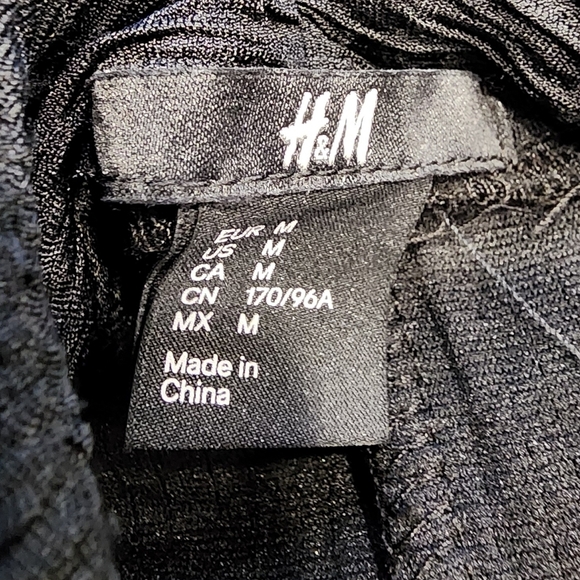 H&M
EUR M
US M
CA M
CN 170/96A
MX M
Made in
China